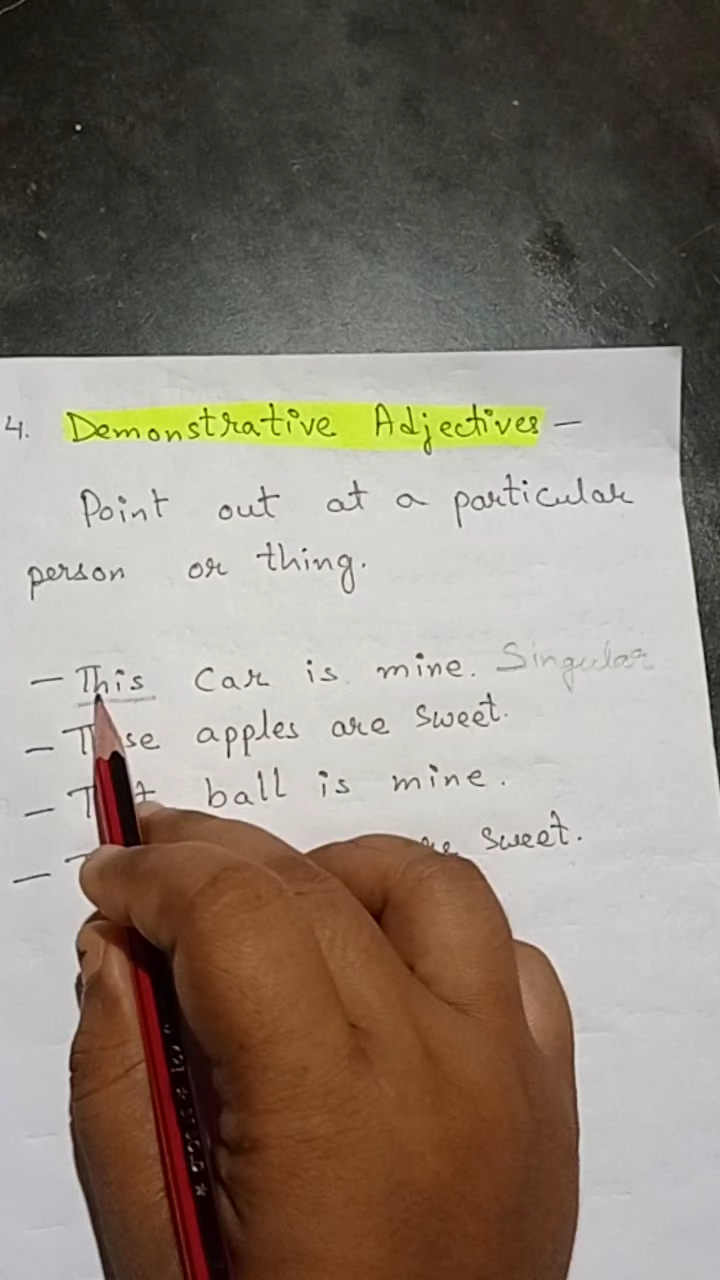 4. Demonstrative Adjectives —
Point out at a particular
person or thing.
— This car is mine. Singular
— apples are sweet.
— ball is mine.
— sweet.